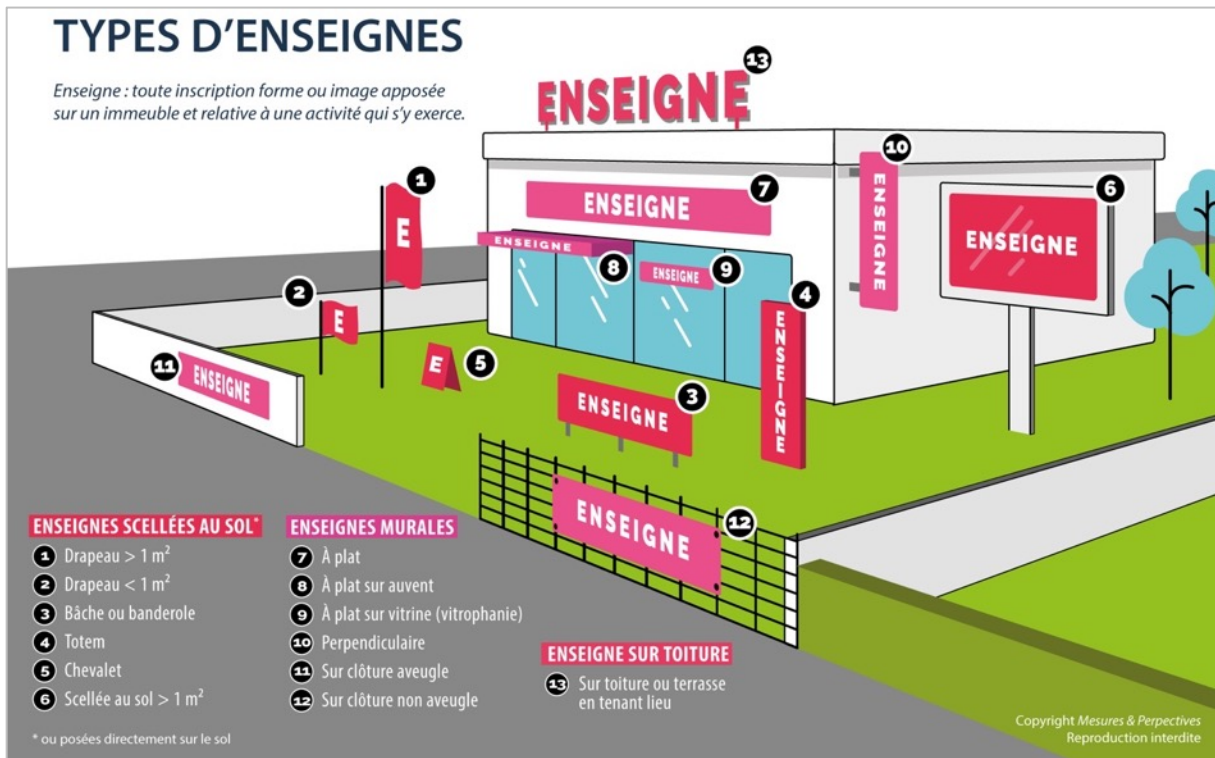 TYPES D'ENSEIGNES
Enseigne : toute inscription forme ou image apposée
sur un immeuble et relative à une activité qui s'y exerce.
ENSEIGNE
13
10
1
ENSEIGNE
7
ENSEIGNE
6
E
ENSEIGNE
8
ENSEIGNE
9
ENSEIGNE
2
E
4
ENSEIGNE
11
ENSEIGNE
E
5
ENSEIGNE
3
ENSEIGNE
12
ENSEIGNES SCELLÉES AU SOL*
1 Drapeau > 1 m²
2 Drapeau < 1 m²
3 Bâche ou banderole
4 Totem
5 Chevalet
6 Scellée au sol > 1 m²
* ou posées directement sur le sol
ENSEIGNES MURALES
7 À plat
8 À plat sur auvent
9 À plat sur vitrine (vitrophanie)
10 Perpendiculaire
11 Sur clôture aveugle
12 Sur clôture non aveugle
ENSEIGNE SUR TOITURE
13 Sur toiture ou terrasse
en tenant lieu
Copyright Mesures & Perpectives
Reproduction interdite